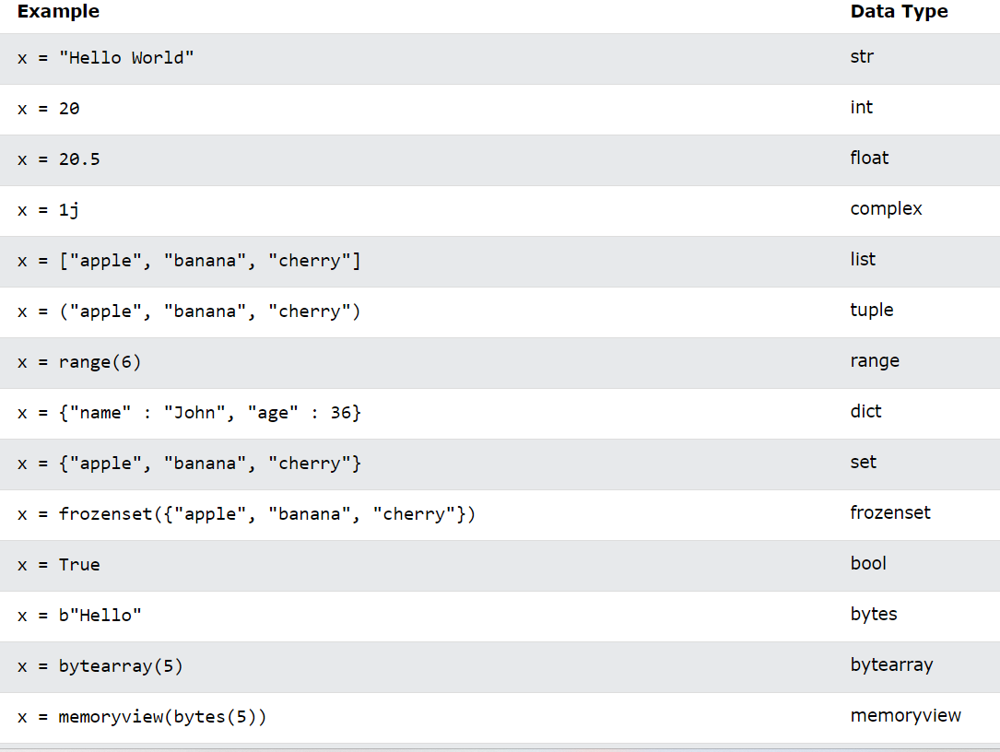 Example Data Type
x = "Hello World" str
x = 20 int
x = 20.5 float
x = 1j complex
x = ["apple", "banana", "cherry"] list
x = ("apple", "banana", "cherry") tuple
x = range(6) range
x = {"name" : "John", "age" : 36} dict
x = {"apple", "banana", "cherry"} set
x = frozenset({"apple", "banana", "cherry"}) frozenset
x = True bool
x = b"Hello" bytes
x = bytearray(5) bytearray
x = memoryview(bytes(5)) memoryview